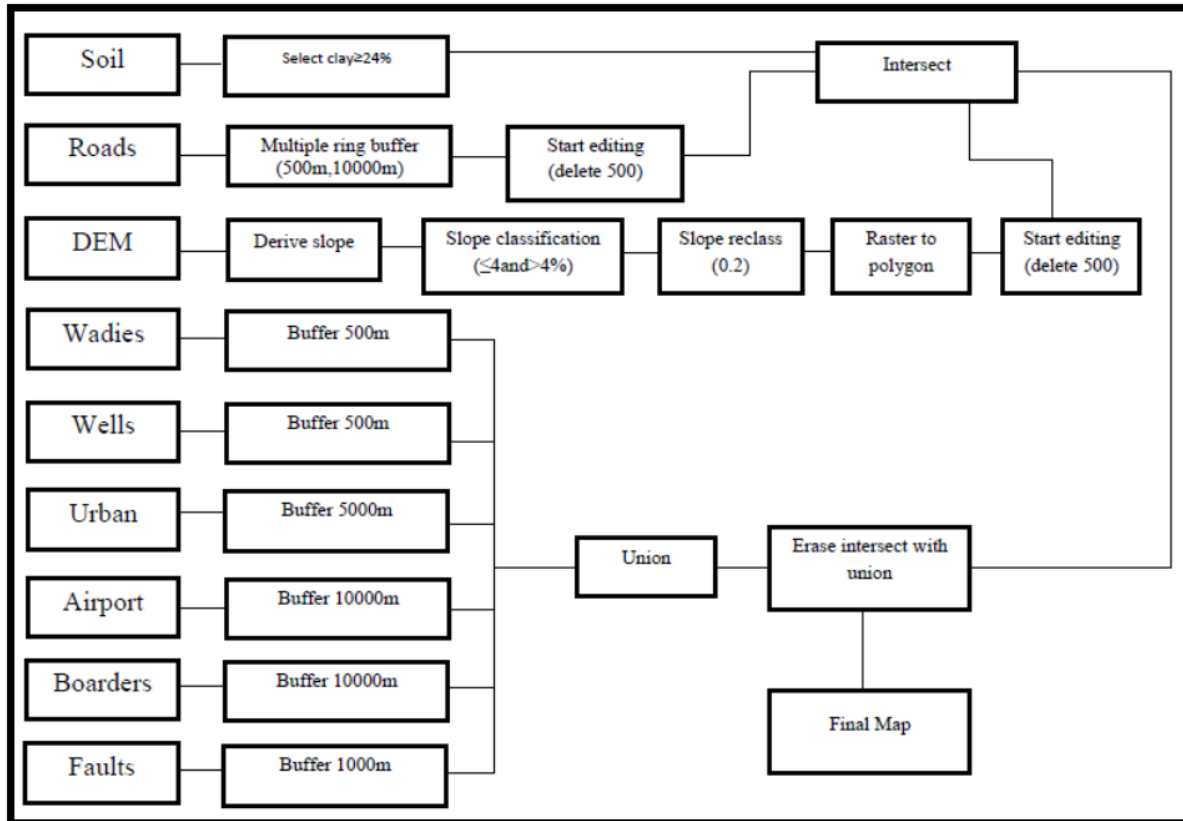 Soil
Select clay≥24%
Intersect
Roads
Multiple ring buffer
(500m,10000m)
Start editing
(delete 500)
DEM
Derive slope
Slope classification
(≤4and>4%)
Slope reclass
(0.2)
Raster to
polygon
Start editing
(delete 500)
Wadies
Buffer 500m
Wells
Buffer 500m
Urban
Buffer 5000m
Union
Erase intersect with
union
Airport
Buffer 10000m
Boarders
Buffer 10000m
Final Map
Faults
Buffer 1000m